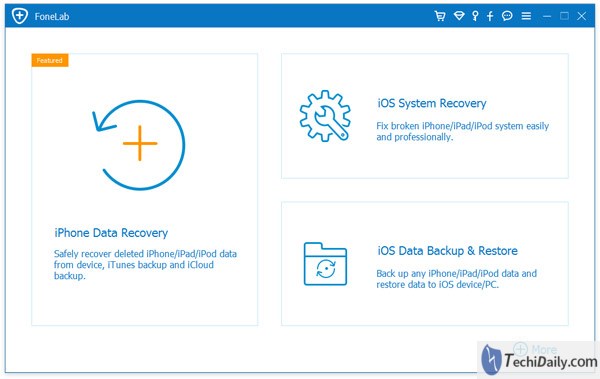 FoneLab
Featured
iPhone Data Recovery
Safely recover deleted iPhone/iPad/iPod data
from device, iTunes backup and iCloud
backup.
iOS System Recovery
Fix broken iPhone/iPad/iPod system easily
and professionally.
iOS Data Backup & Restore
Back up any iPhone/iPad/iPod data and
restore data to iOS device/PC.
More
TechiDaily.com